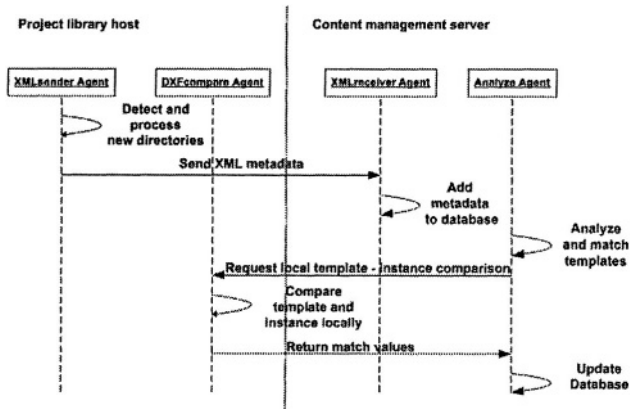 Project library host
Content management server
XMLsender Agent
DXFcompare Agent
XMLreceiver Agent
Analyze Agent
Detect and
process
new directories
Send XML metadata
Add
metadata
to database
Analyze
and match
templates
Request local template - instance comparison
Compare
template and
instance locally
Return match values
Update
Database